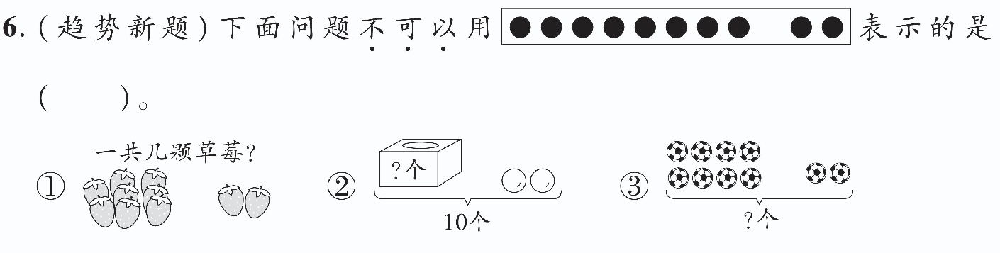 6.(趋势新题)下面问题不可以用 表示的是
( )。
一共几颗草莓?
① ?个 ② ③
10个 ?个